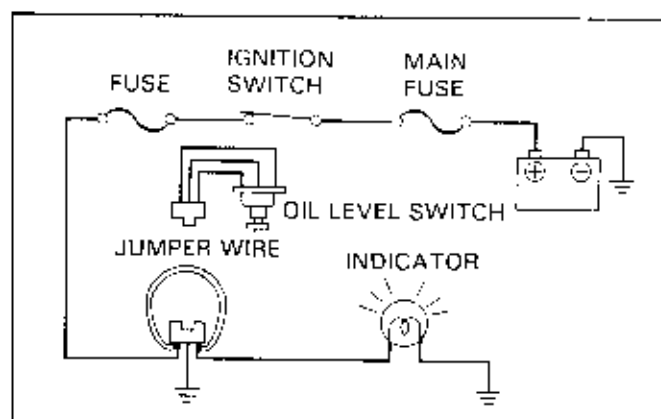 FUSE
IGNITION
SWITCH
MAIN
FUSE
OIL LEVEL SWITCH
JUMPER WIRE
INDICATOR